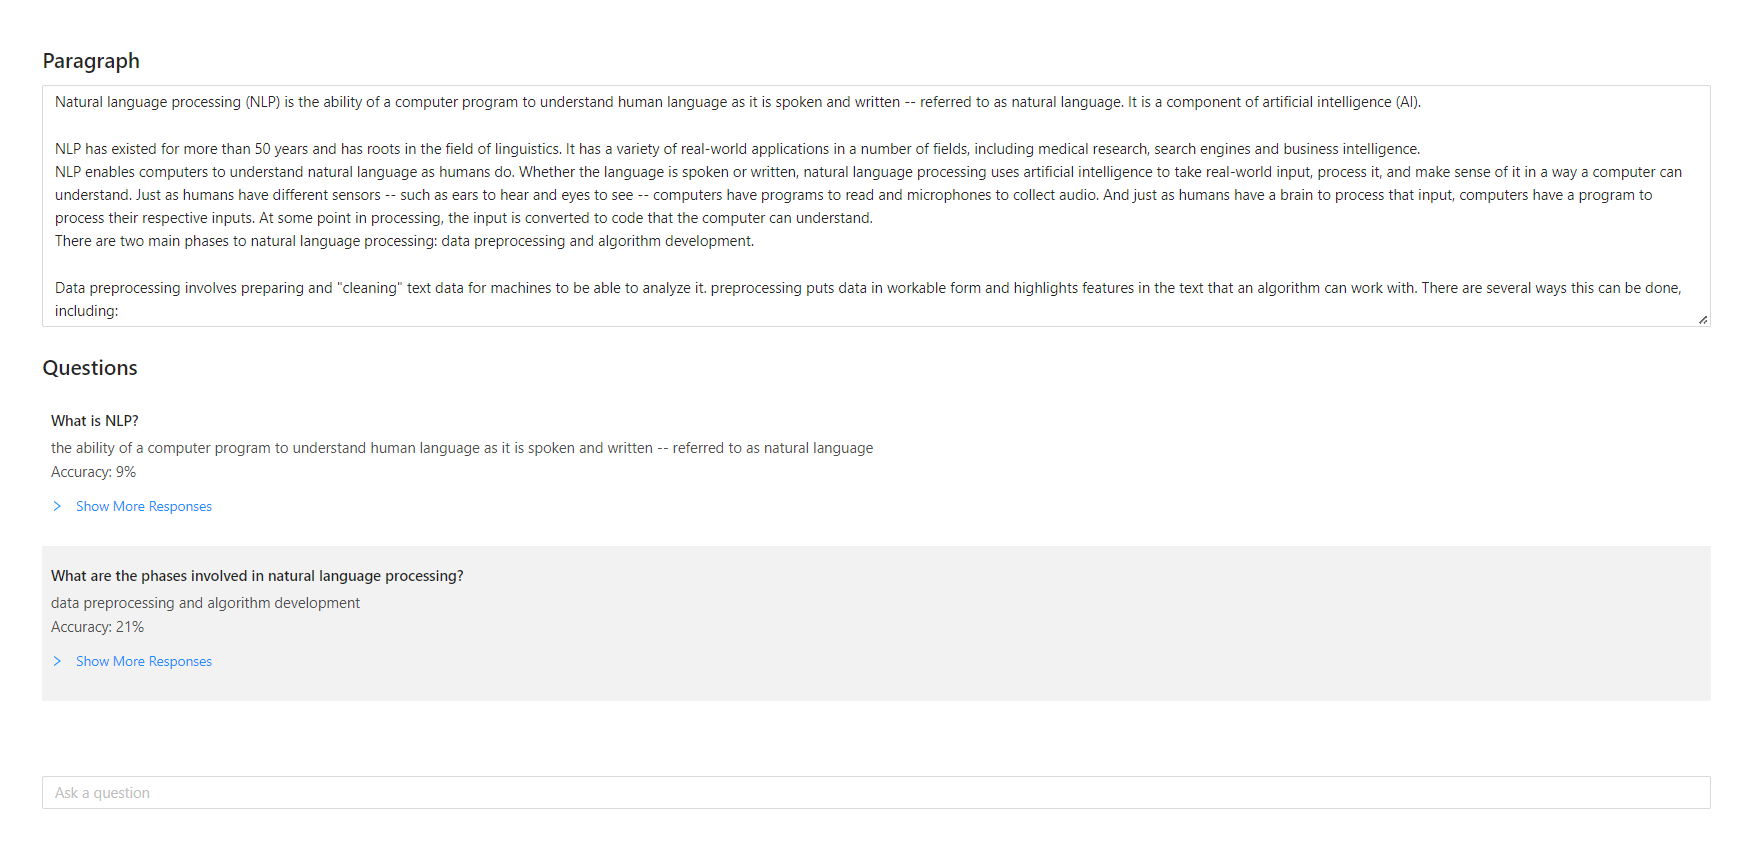 Paragraph
Natural language processing (NLP) is the ability of a computer program to understand human language as it is spoken and written -- referred to as natural language. It is a component of artificial intelligence (AI).
NLP has existed for more than 50 years and has roots in the field of linguistics. It has a variety of real-world applications in a number of fields, including medical research, search engines and business intelligence.
NLP enables computers to understand natural language as humans do. Whether the language is spoken or written, natural language processing uses artificial intelligence to take real-world input, process it, and make sense of it in a way a computer can
understand. Just as humans have different sensors -- such as ears to hear and eyes to see -- computers have programs to read and microphones to collect audio. And just as humans have a brain to process that input, computers have a program to
process their respective inputs. At some point in processing, the input is converted to code that the computer can understand.
There are two main phases to natural language processing: data preprocessing and algorithm development.
Data preprocessing involves preparing and "cleaning" text data for machines to be able to analyze it. preprocessing puts data in workable form and highlights features in the text that an algorithm can work with. There are several ways this can be done,
including:
Questions
What is NLP?
the ability of a computer program to understand human language as it is spoken and written -- referred to as natural language
Accuracy: 9%
Show More Responses
What are the phases involved in natural language processing?
data preprocessing and algorithm development
Accuracy: 21%
Show More Responses
Ask a question